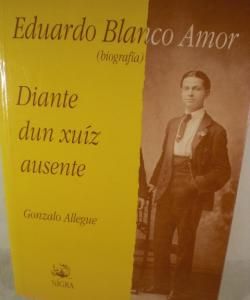 Eduardo Blanco Amor
(biografía)
Diante
dun xuíz
ausente
Gonzalo Allegue
NIGRA